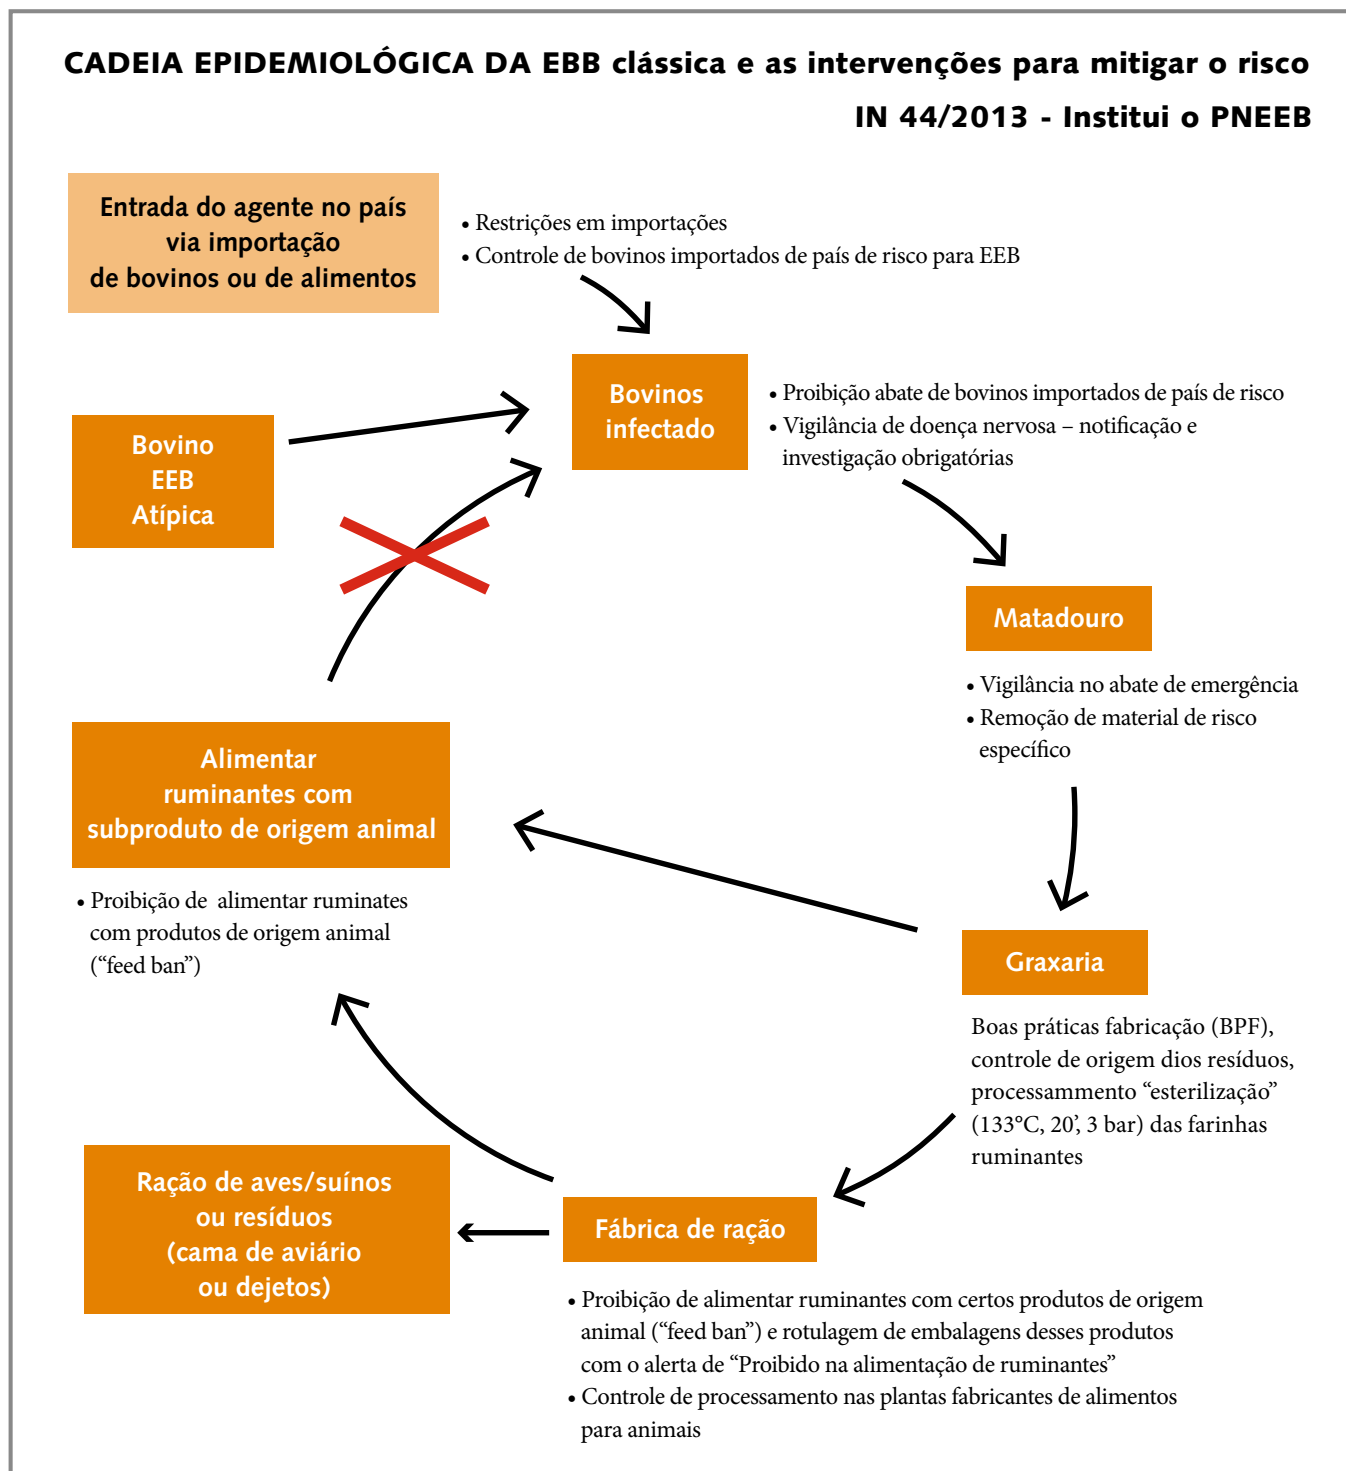 CADEIA EPIDEMIOLÓGICA DA EBB clássica e as intervenções para mitigar o risco
IN 44/2013 - Institui o PNEEB
Entrada do agente no país
via importação
de bovinos ou de alimentos
• Restrições em importações
• Controle de bovinos importados de país de risco para EEB
Bovinos
infectado
• Proibição abate de bovinos importados de país de risco
• Vigilância de doença nervosa – notificação e
investigação obrigatórias
Bovino
EEB
Atípica
Matadouro
• Vigilância no abate de emergência
• Remoção de material de risco
específico
Alimentar
ruminantes com
subproduto de origem animal
• Proibição de alimentar ruminates
com produtos de origem animal
(“feed ban”)
Graxaria
Boas práticas fabricação (BPF),
controle de origem dios resíduos,
processammento “esterilização”
(133°C, 20’, 3 bar) das farinhas
ruminantes
Ração de aves/suínos
ou resíduos
(cama de aviário
ou dejetos)
Fábrica de ração
• Proibição de alimentar ruminantes com certos produtos de origem
animal (“feed ban”) e rotulagem de embalagens desses produtos
com o alerta de “Proibido na alimentação de ruminantes”
• Controle de processamento nas plantas fabricantes de alimentos
para animais